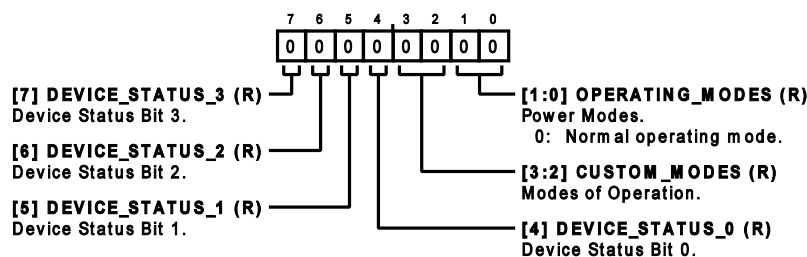 7 6 5 4 3 2 1 0
0 0 0 0 0 0 0 0
[7] DEVICE_STATUS_3 (R)
Device Status Bit 3.
[6] DEVICE_STATUS_2 (R)
Device Status Bit 2.
[5] DEVICE_STATUS_1 (R)
Device Status Bit 1.
[1:0] OPERATING_MODES (R)
Power Modes.
0: Normal operating mode.
[3:2] CUSTOM_MODES (R)
Modes of Operation.
[4] DEVICE_STATUS_0 (R)
Device Status Bit 0.